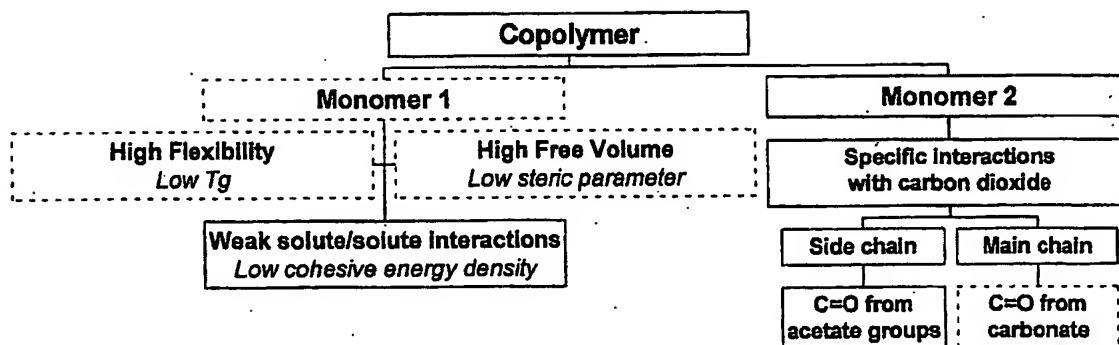 Copolymer
Monomer 1
Monomer 2
High Flexibility
Low Tg
High Free Volume
Low steric parameter
Specific interactions
with carbon dioxide
Weak solute/solute interactions
Low cohesive energy density
Side chain
Main chain
C=O from
acetate groups
C=O from
carbonate